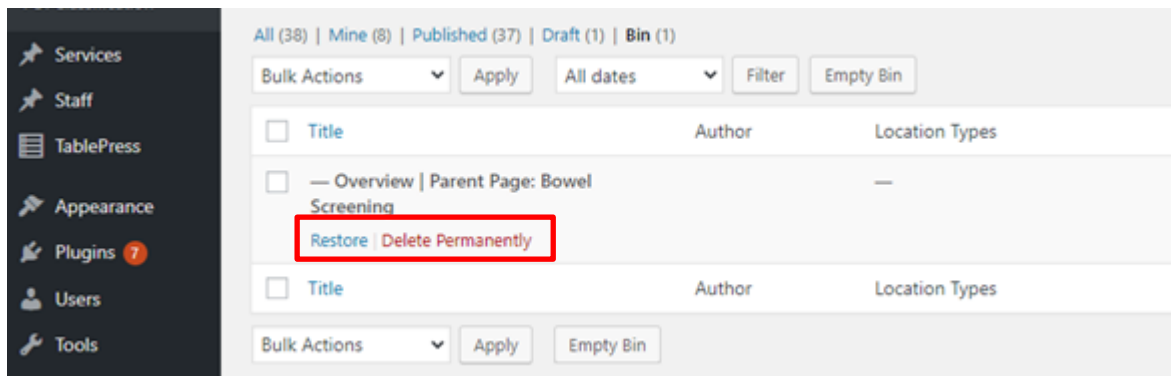 Services
Staff
TablePress
Appearance
Plugins 7
Users
Tools
All (38) | Mine (8) | Published (37) | Draft (1) | Bin (1)
Bulk Actions Apply All dates Filter Empty Bin
Title Author Location Types
— Overview | Parent Page: Bowel —
Screening
Restore | Delete Permanently
Title Author Location Types
Bulk Actions Apply Empty Bin